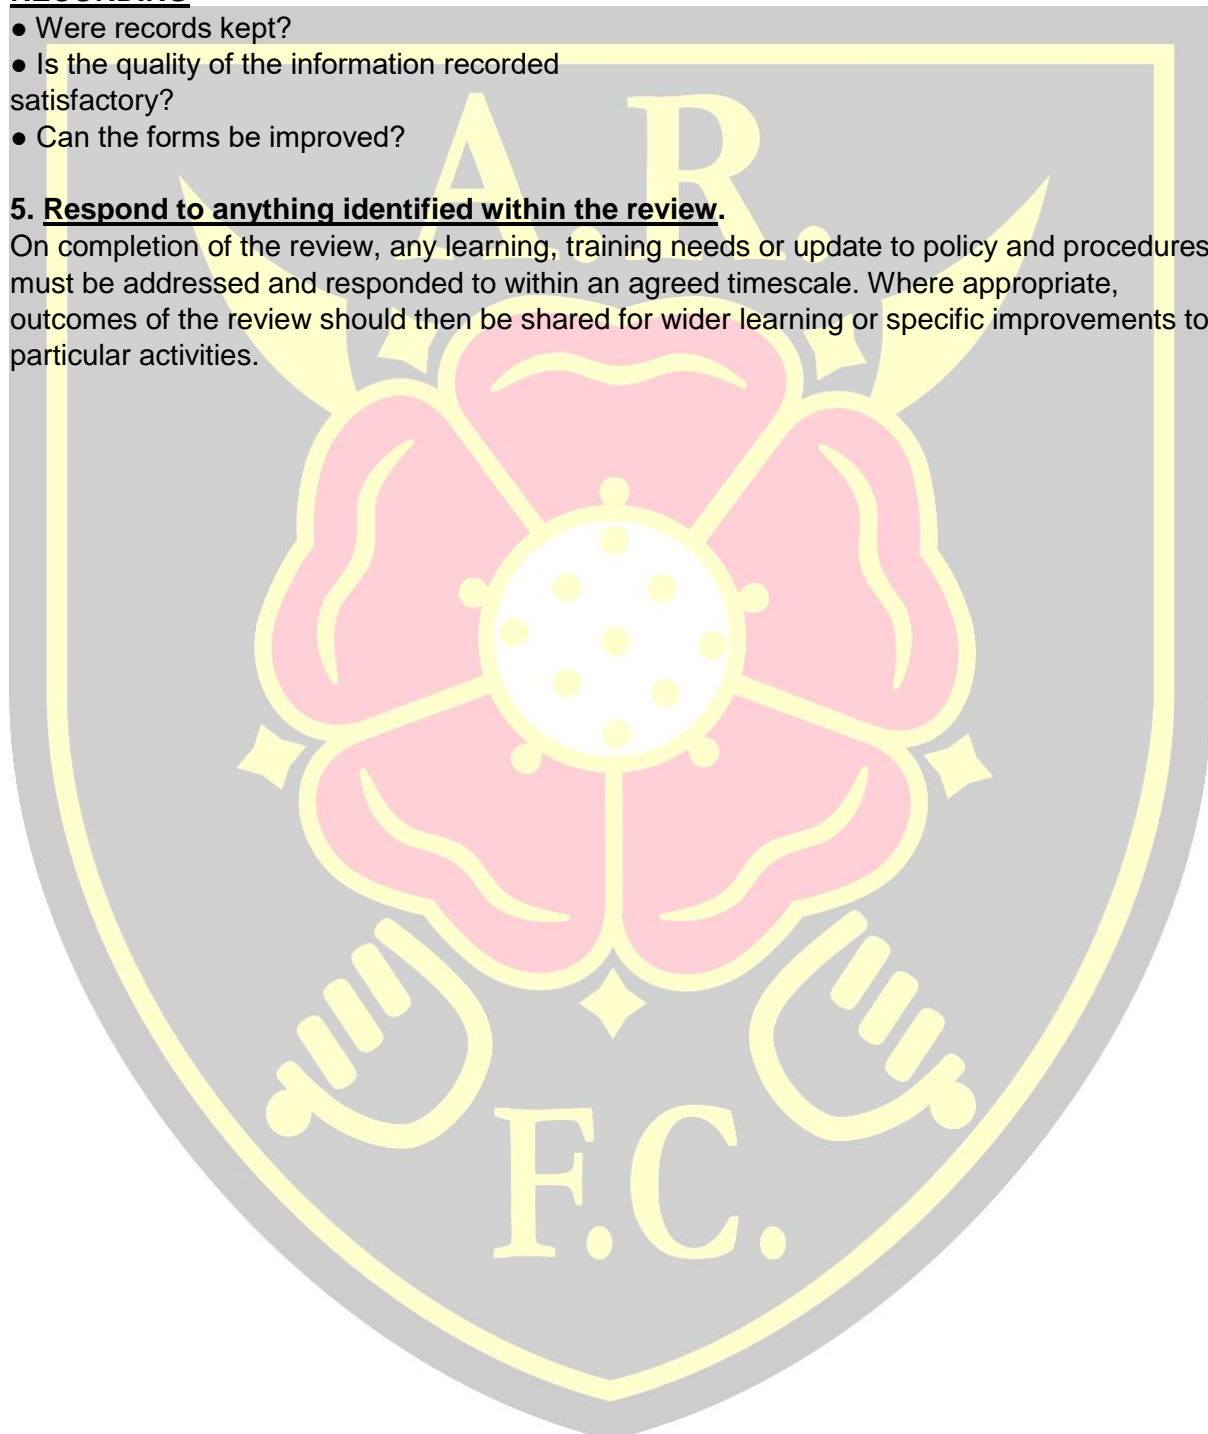 RECORDING
● Were records kept?
● Is the quality of the information recorded
satisfactory?
● Can the forms be improved?
5. Respond to anything identified within the review.
On completion of the review, any learning, training needs or update to policy and procedures
must be addressed and responded to within an agreed timescale. Where appropriate,
outcomes of the review should then be shared for wider learning or specific improvements to
particular activities.
A.R.
F.C.